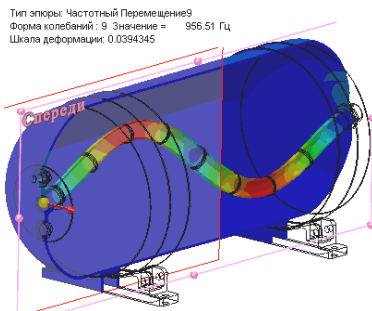 Тип эпюры: Частотный Перемещение9
Форма колебаний : 9 Значение = 956.51 Гц
Шкала деформации: 0.0394345
Спереди